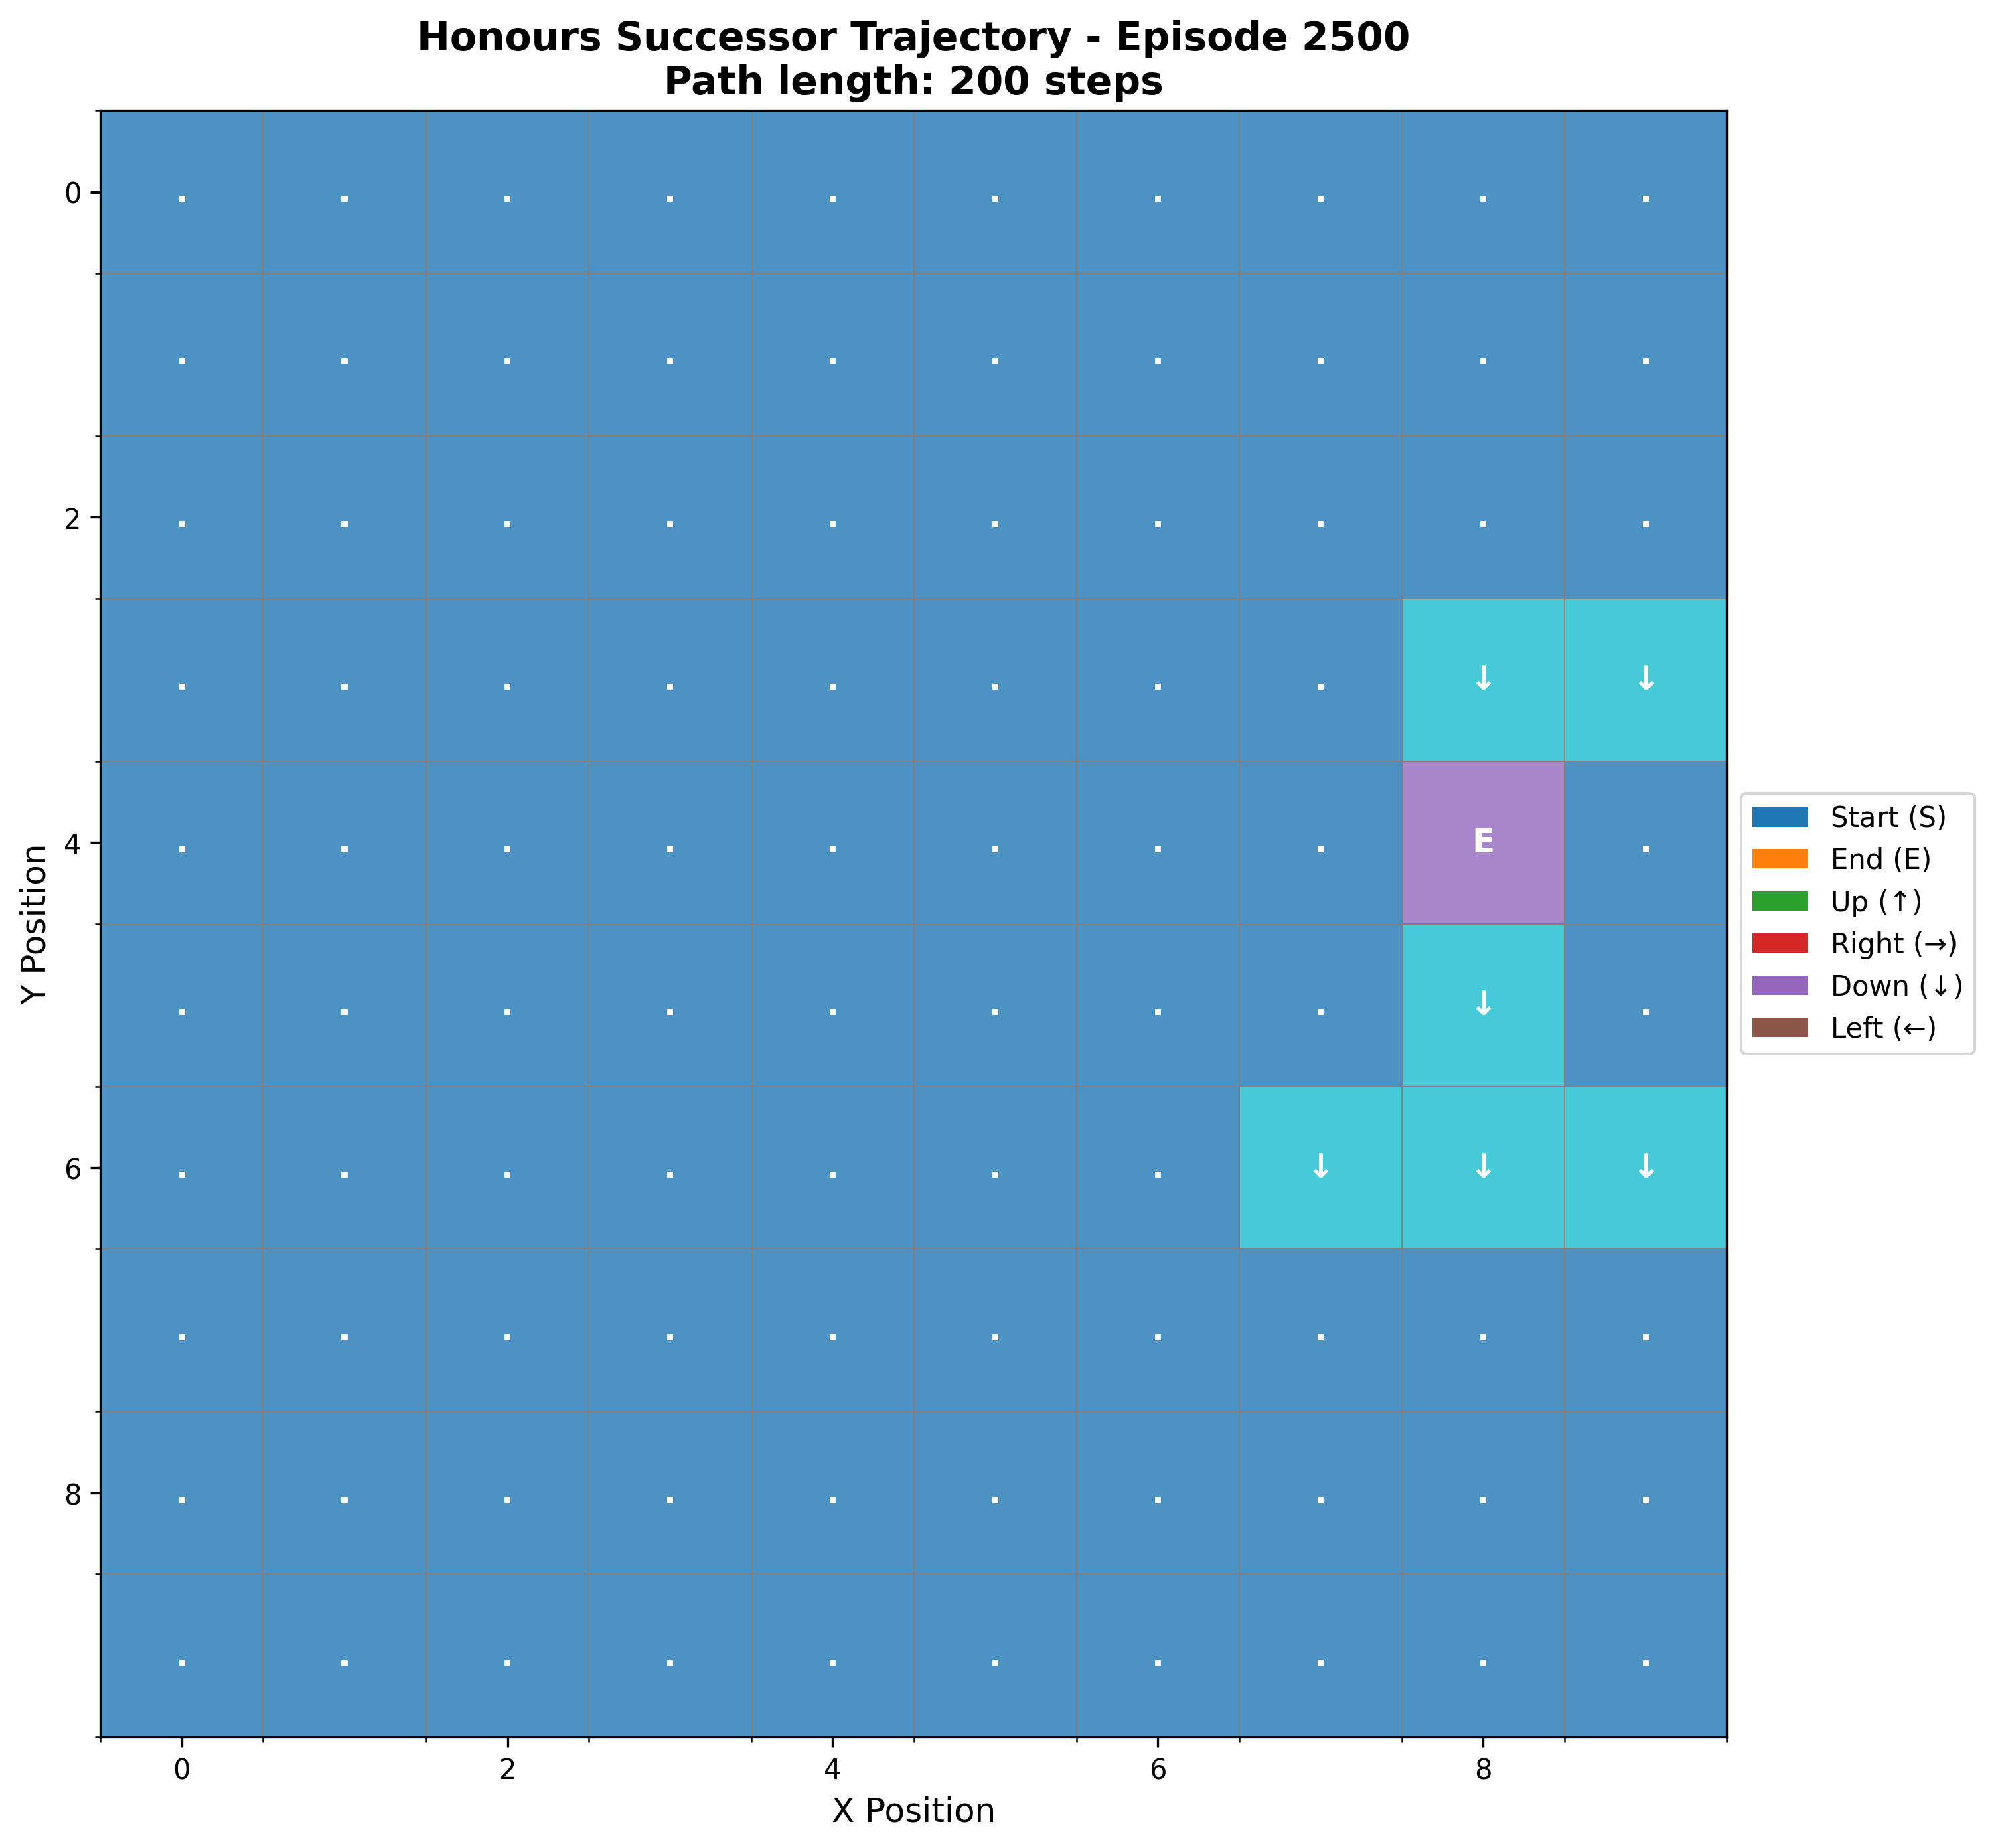 Honours Successor Trajectory - Episode 2500
Path length: 200 steps
0
2
↓ ↓
4
E
↓
6
↓ ↓ ↓
8
Y Position
0 2 4 6 8
X Position
Start (S)
End (E)
Up (↑)
Right (→)
Down (↓)
Left (←)